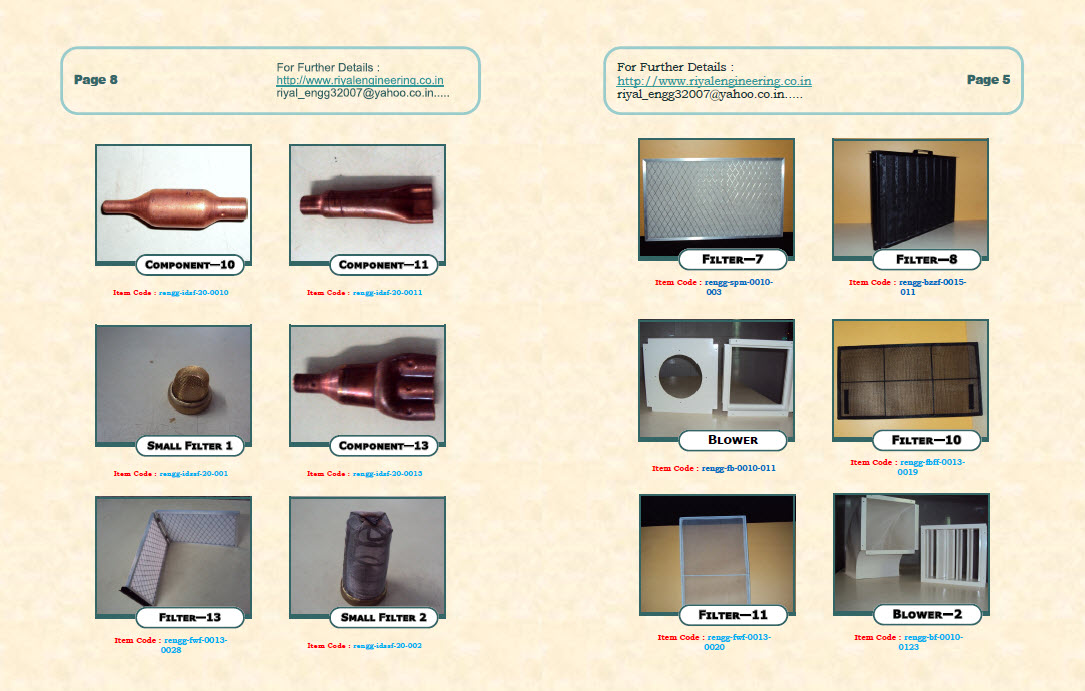 Page 8
For Further Details :
http://www.riyalengineering.co.in
riyal_engg32007@yahoo.co.in.....
Component—10
Component—11
Item Code : rengg-idsf-20-0010
Item Code : rengg-idsf-20-0011
Small Filter 1
Component—13
Item Code : rengg-idssf-20-001
Item Code : rengg-idsf-20-0013
Filter—13
Small Filter 2
Item Code : rengg-fwf-0013-
0028
Item Code : rengg-idssf-20-002
For Further Details :
http://www.riyalengineering.co.in
riyal_engg32007@yahoo.co.in.....
Page 5
Filter—7
Filter—8
Item Code : rengg-spm-0010-
003
Item Code : rengg-bzzf-0015-
011
Blower
Filter—10
Item Code : rengg-fb-0010-011
Item Code : rengg-fbff-0013-
0019
Filter—11
Blower—2
Item Code : rengg-fwf-0013-
0020
Item Code : rengg-bf-0010-
0123